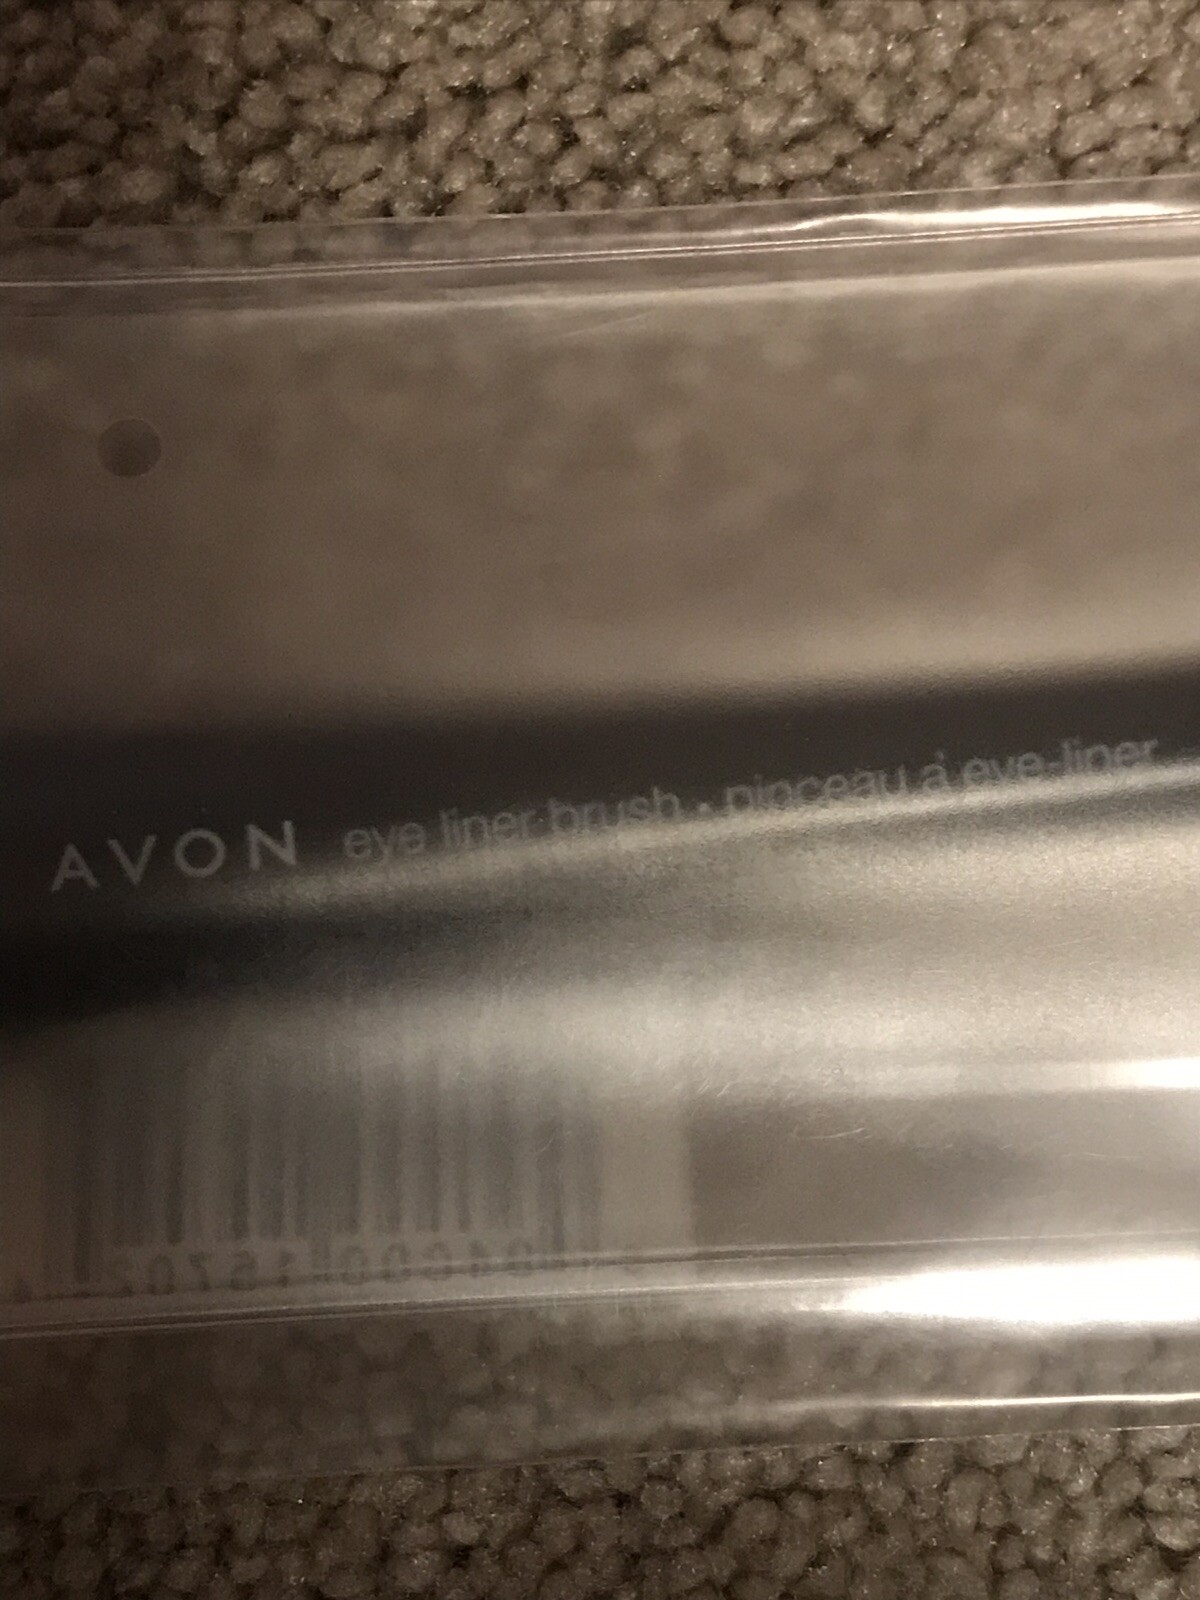 AVON eye liner brush · pinceau à eye-liner